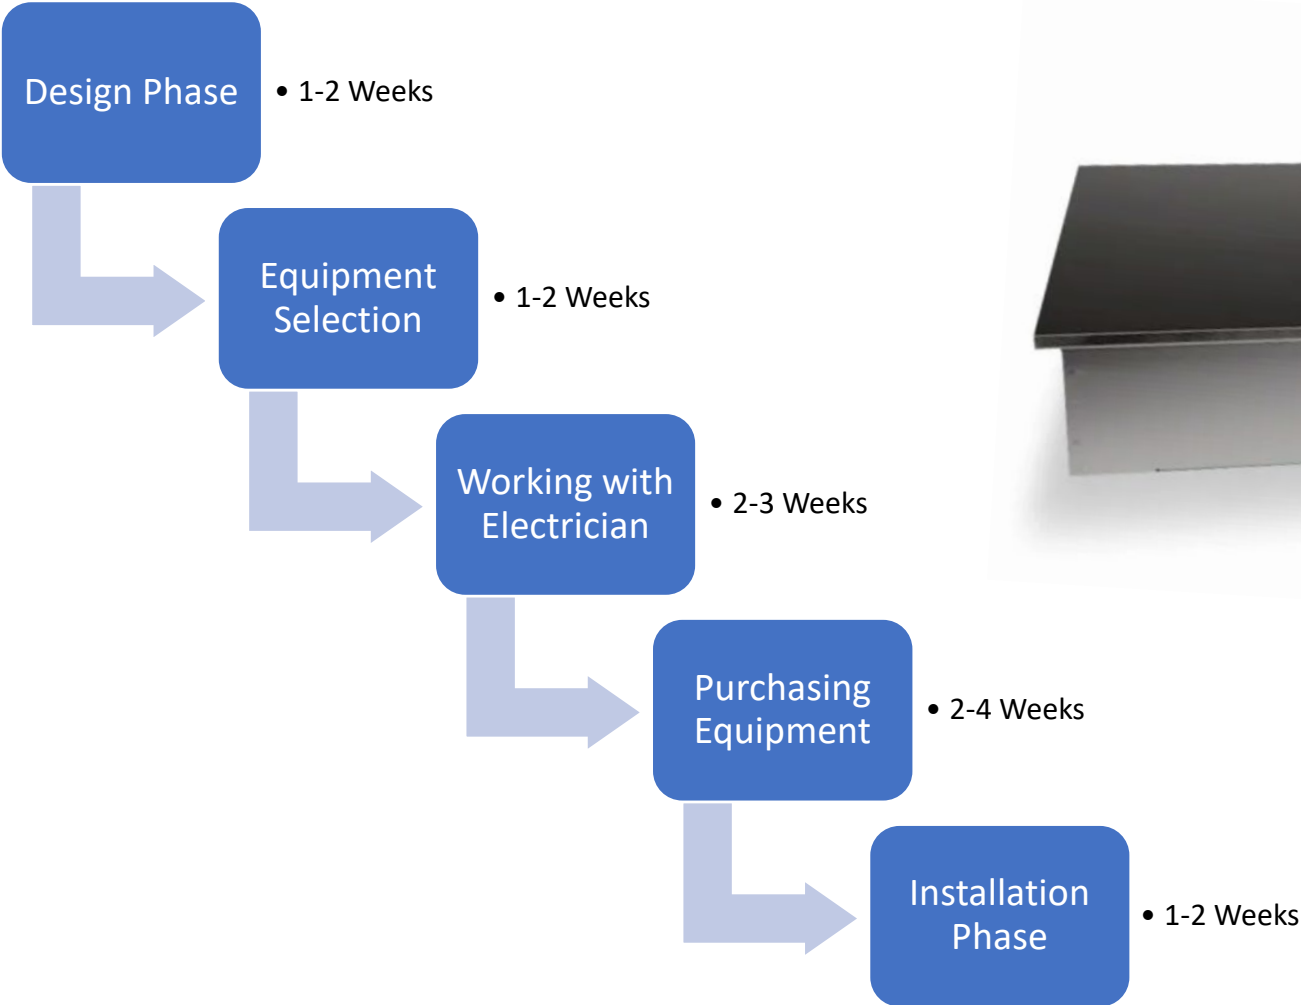 Design Phase
• 1-2 Weeks
Equipment
Selection
• 1-2 Weeks
Working with
Electrician
• 2-3 Weeks
Purchasing
Equipment
• 2-4 Weeks
Installation
Phase
• 1-2 Weeks